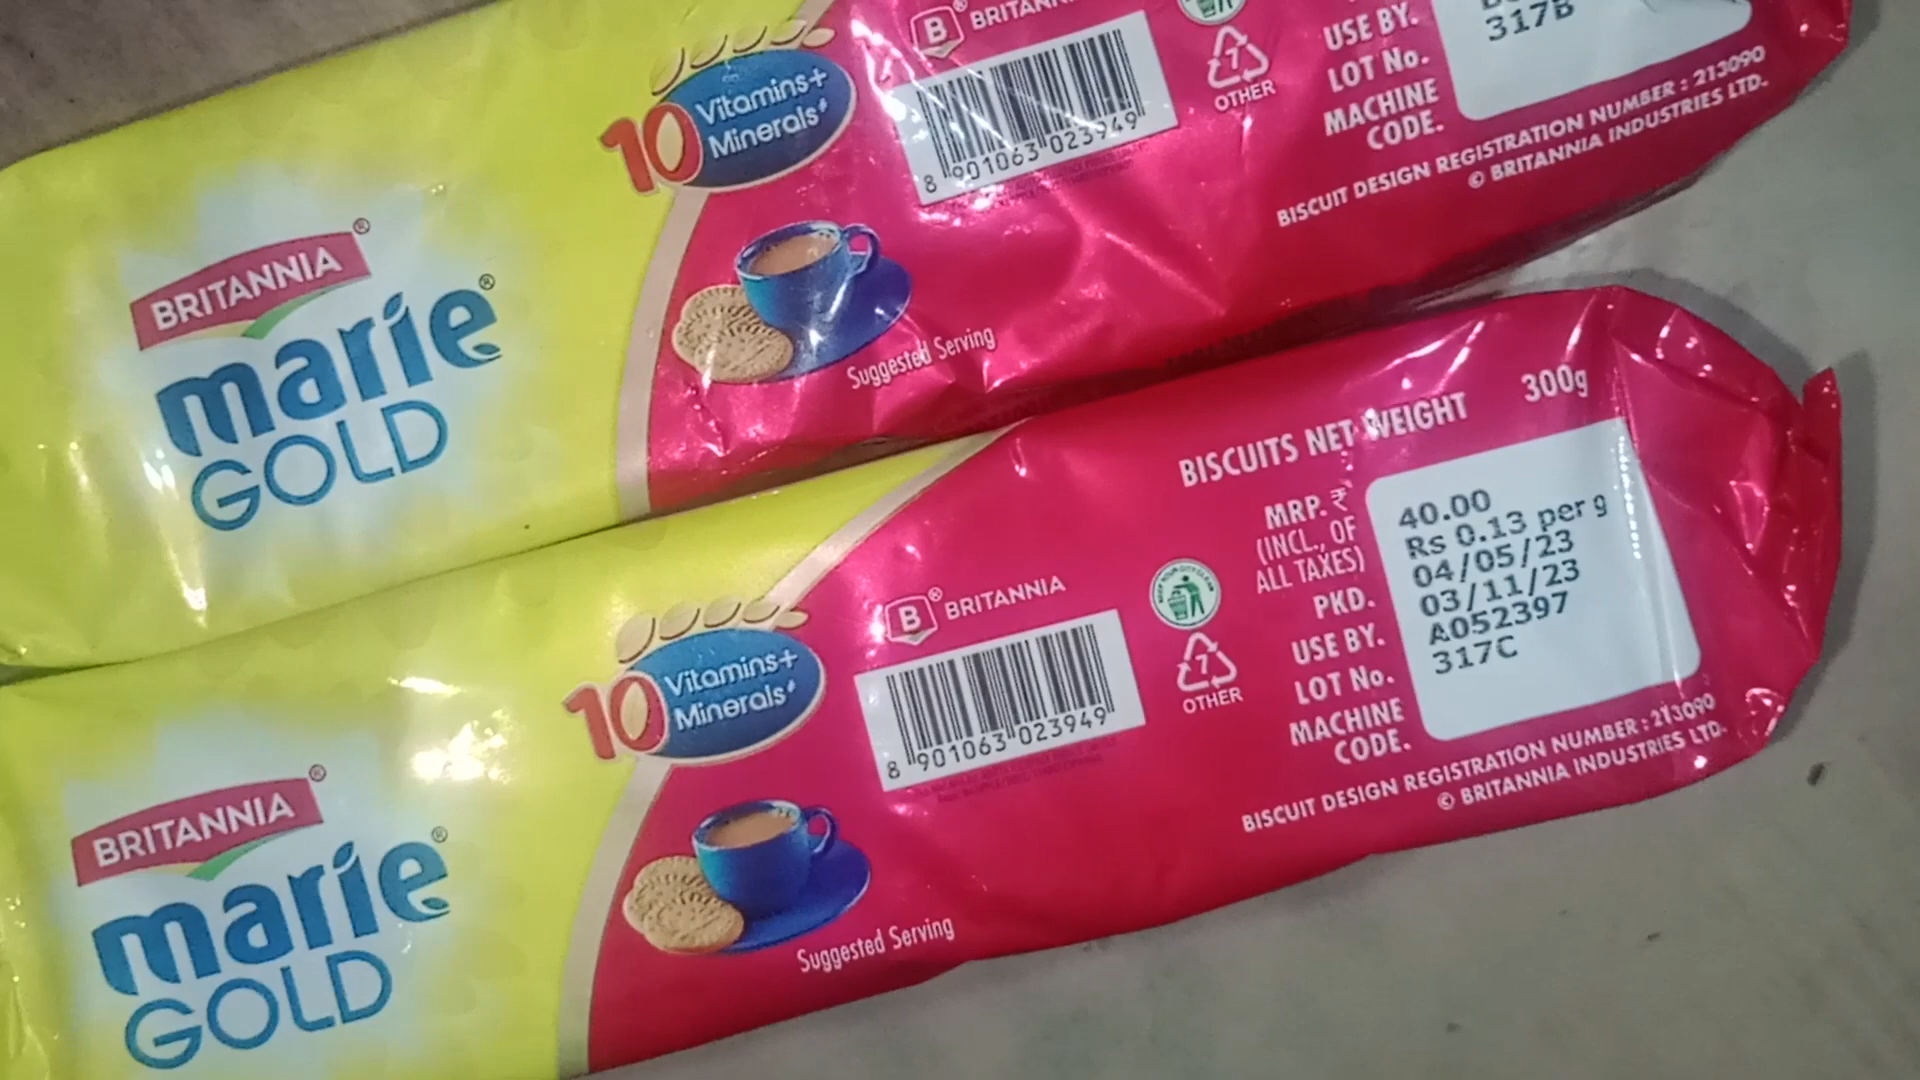 10 Vitamins+
Minerals#
BRITANNIA
marie
GOLD
B BRITANNIA
8 901063 023949
7
OTHER
Suggested Serving
USE BY.
LOT No.
MACHINE
CODE.
317B
BISCUIT DESIGN REGISTRATION NUMBER : 213090
© BRITANNIA INDUSTRIES LTD.
BISCUITS NET WEIGHT 300g
MRP. ₹
(INCL., OF
ALL TAXES)
PKD.
USE BY.
LOT No.
MACHINE
CODE.
40.00
Rs 0.13 per g
04/05/23
03/11/23
A052397
317C
BISCUIT DESIGN REGISTRATION NUMBER : 213090
© BRITANNIA INDUSTRIES LTD.
B BRITANNIA
8 901063 023949
KEEP YOUR CITY CLEAN
7
OTHER
10 Vitamins+
Minerals#
BRITANNIA
marie
GOLD
Suggested Serving